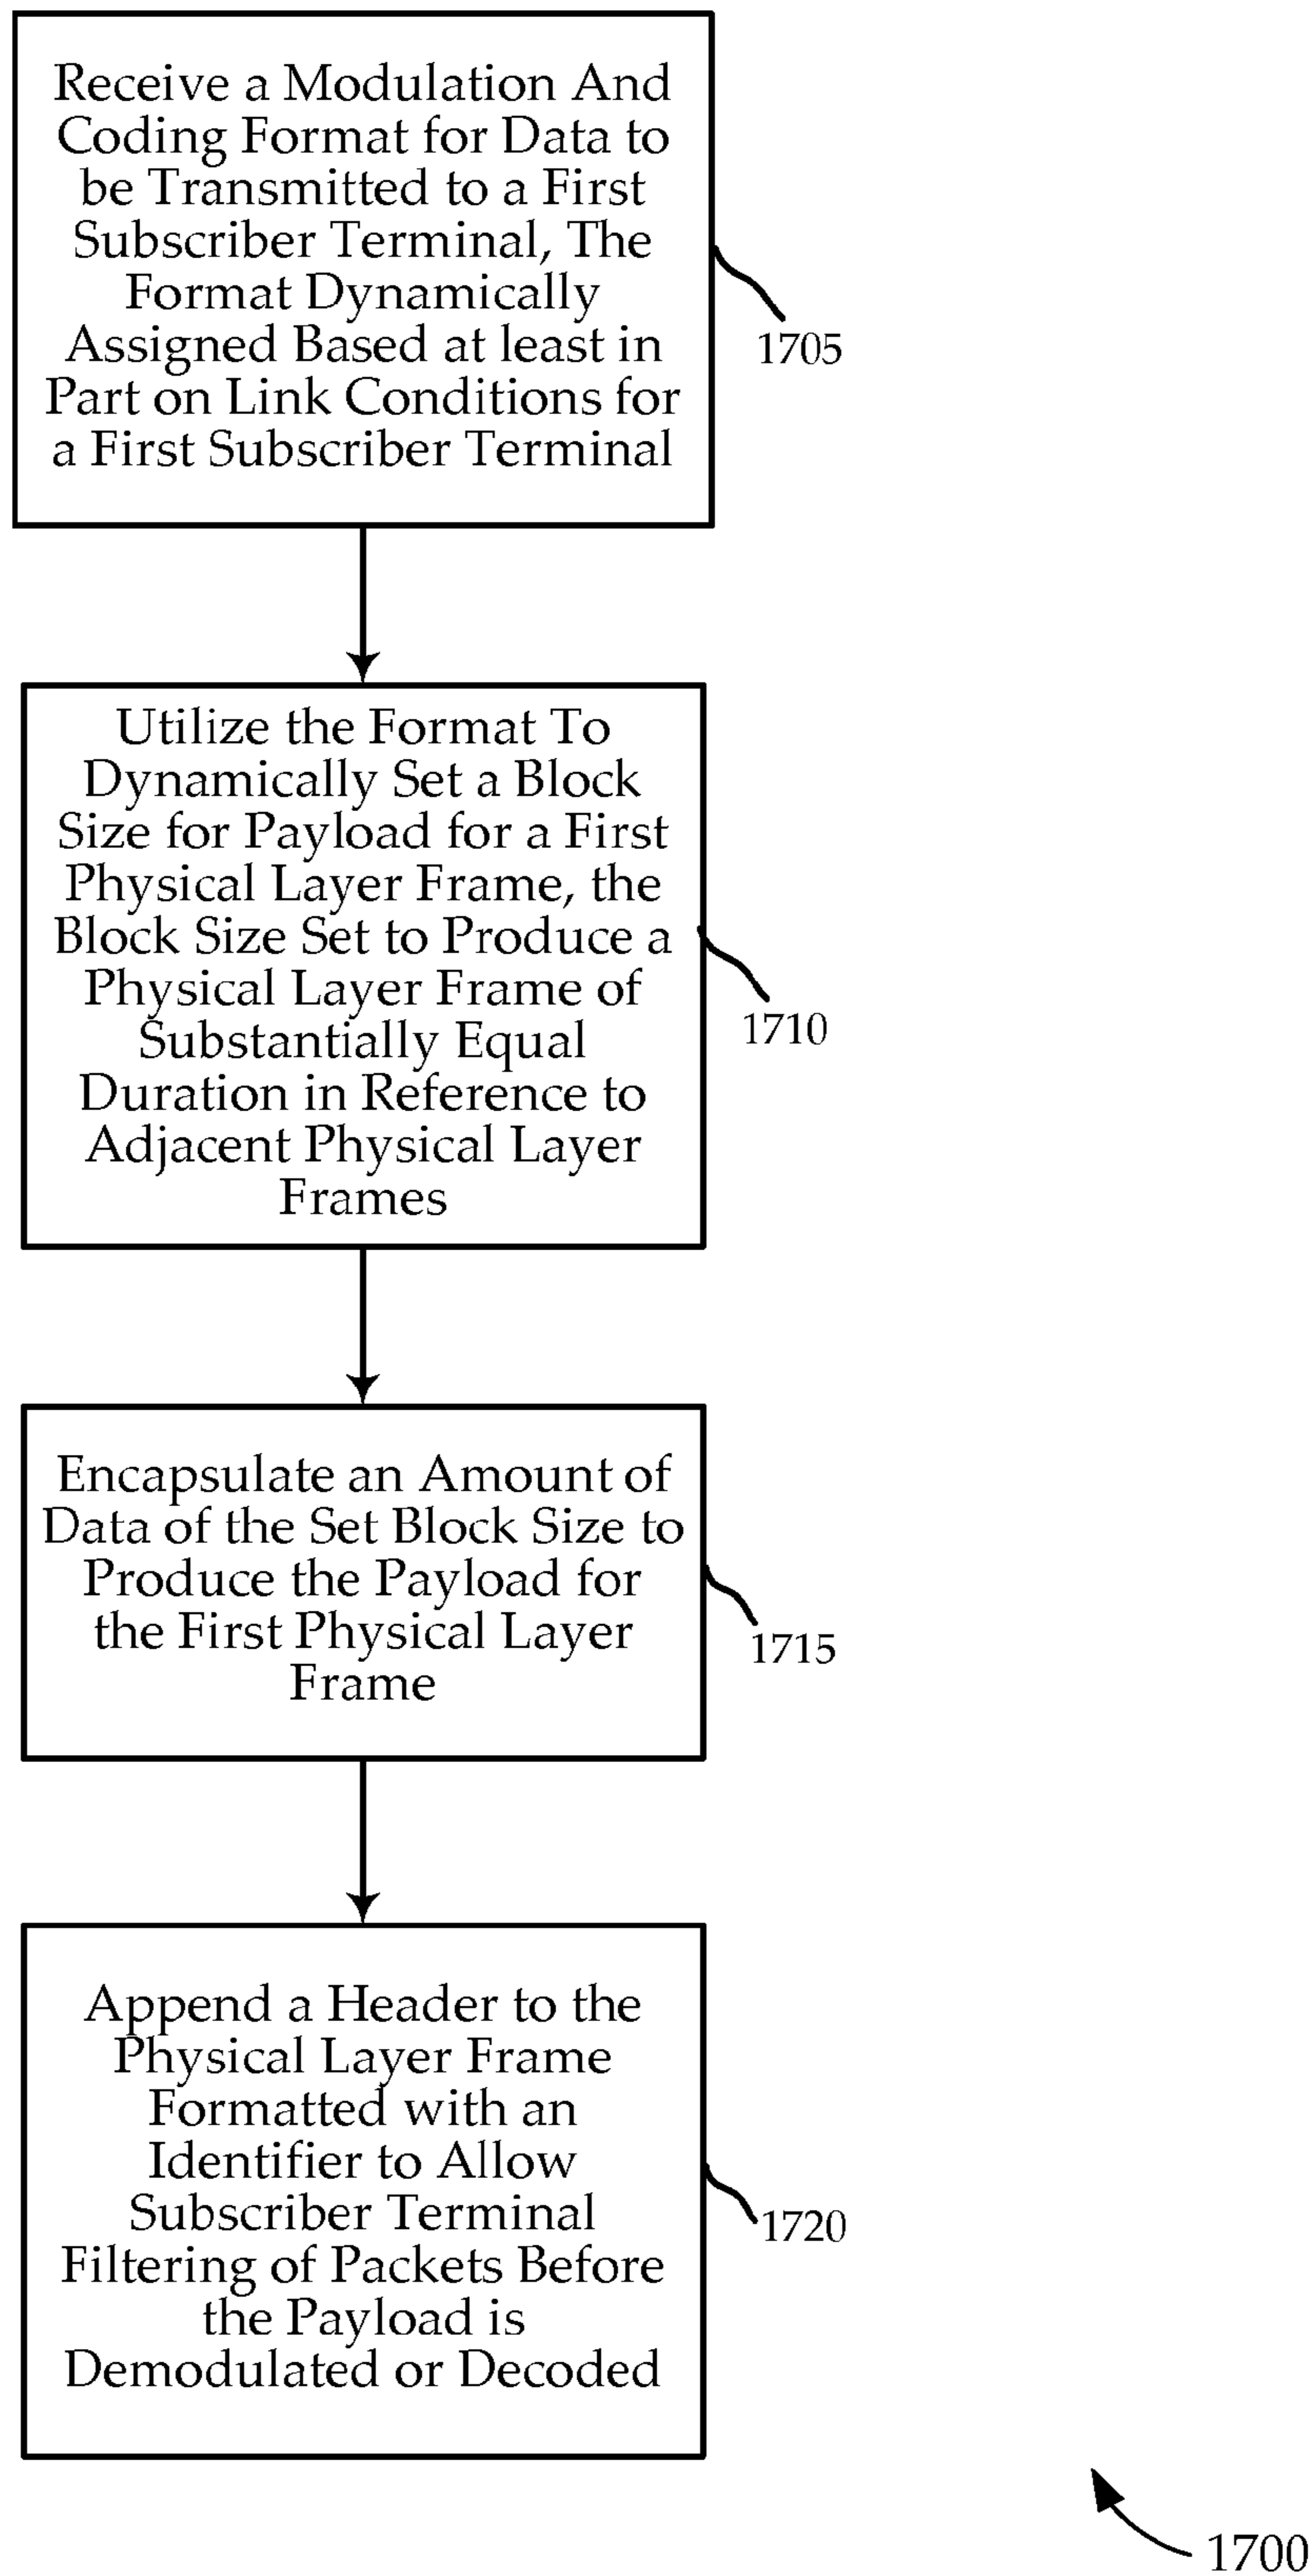 Receive a Modulation And
Coding Format for Data to
be Transmitted to a First
Subscriber Terminal, The
Format Dynamically
Assigned Based at least in
Part on Link Conditions for
a First Subscriber Terminal
1705
Utilize the Format To
Dynamically Set a Block
Size for Payload for a First
Physical Layer Frame, the
Block Size Set to Produce a
Physical Layer Frame of
Substantially Equal
Duration in Reference to
Adjacent Physical Layer
Frames
1710
Encapsulate an Amount of
Data of the Set Block Size to
Produce the Payload for
the First Physical Layer
Frame
1715
Append a Header to the
Physical Layer Frame
Formatted with an
Identifier to Allow
Subscriber Terminal
Filtering of Packets Before
the Payload is
Demodulated or Decoded
1720
1700